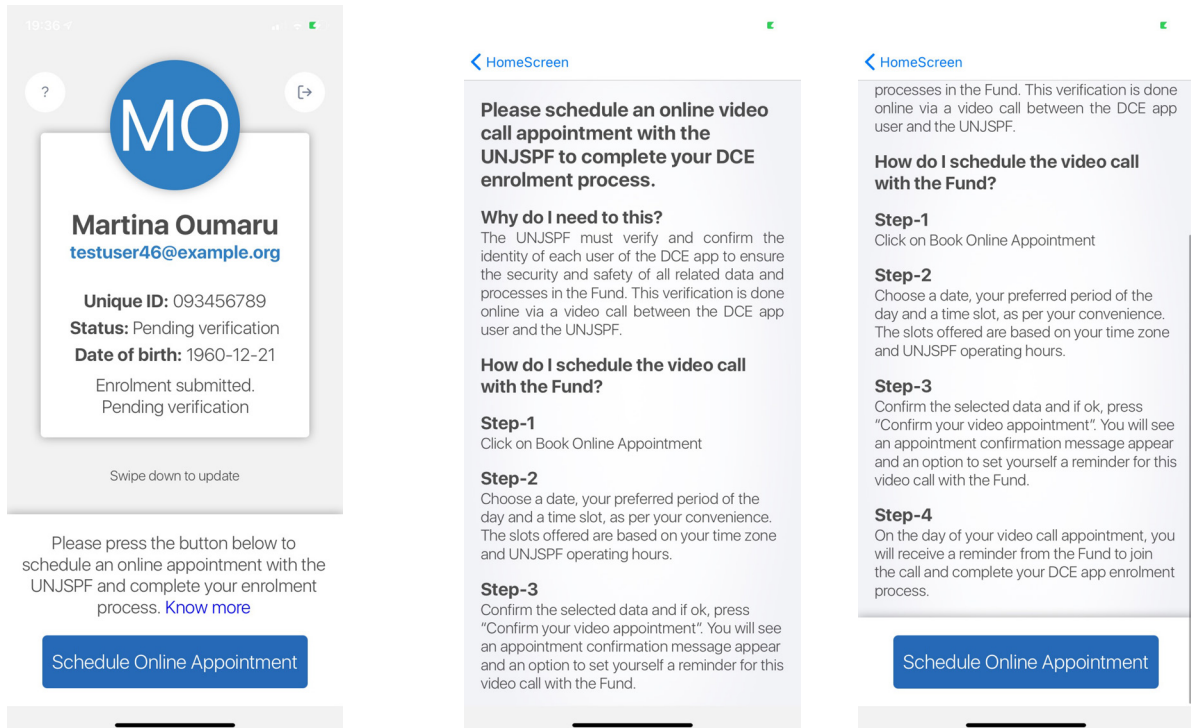 19:36
?
MO
Martina Oumaru
testuser46@example.org
Unique ID: 093456789
Status: Pending verification
Date of birth: 1960-12-21
Enrolment submitted.
Pending verification
Swipe down to update
Please press the button below to
schedule an online appointment with the
UNJSPF and complete your enrolment
process. Know more
Schedule Online Appointment
HomeScreen
Please schedule an online video
call appointment with the
UNJSPF to complete your DCE
enrolment process.
Why do I need to this?
The UNJSPF must verify and confirm the
identity of each user of the DCE app to ensure
the security and safety of all related data and
processes in the Fund. This verification is done
online via a video call between the DCE app
user and the UNJSPF.
How do I schedule the video call
with the Fund?
Step-1
Click on Book Online Appointment
Step-2
Choose a date, your preferred period of the
day and a time slot, as per your convenience.
The slots offered are based on your time zone
and UNJSPF operating hours.
Step-3
Confirm the selected data and if ok, press
“Confirm your video appointment”. You will see
an appointment confirmation message appear
and an option to set yourself a reminder for this
video call with the Fund.
HomeScreen
processes in the Fund. This verification is done
online via a video call between the DCE app
user and the UNJSPF.
How do I schedule the video call
with the Fund?
Step-1
Click on Book Online Appointment
Step-2
Choose a date, your preferred period of the
day and a time slot, as per your convenience.
The slots offered are based on your time zone
and UNJSPF operating hours.
Step-3
Confirm the selected data and if ok, press
“Confirm your video appointment”. You will see
an appointment confirmation message appear
and an option to set yourself a reminder for this
video call with the Fund.
Step-4
On the day of your video call appointment, you
will receive a reminder from the Fund to join
the call and complete your DCE app enrolment
process.
Schedule Online Appointment